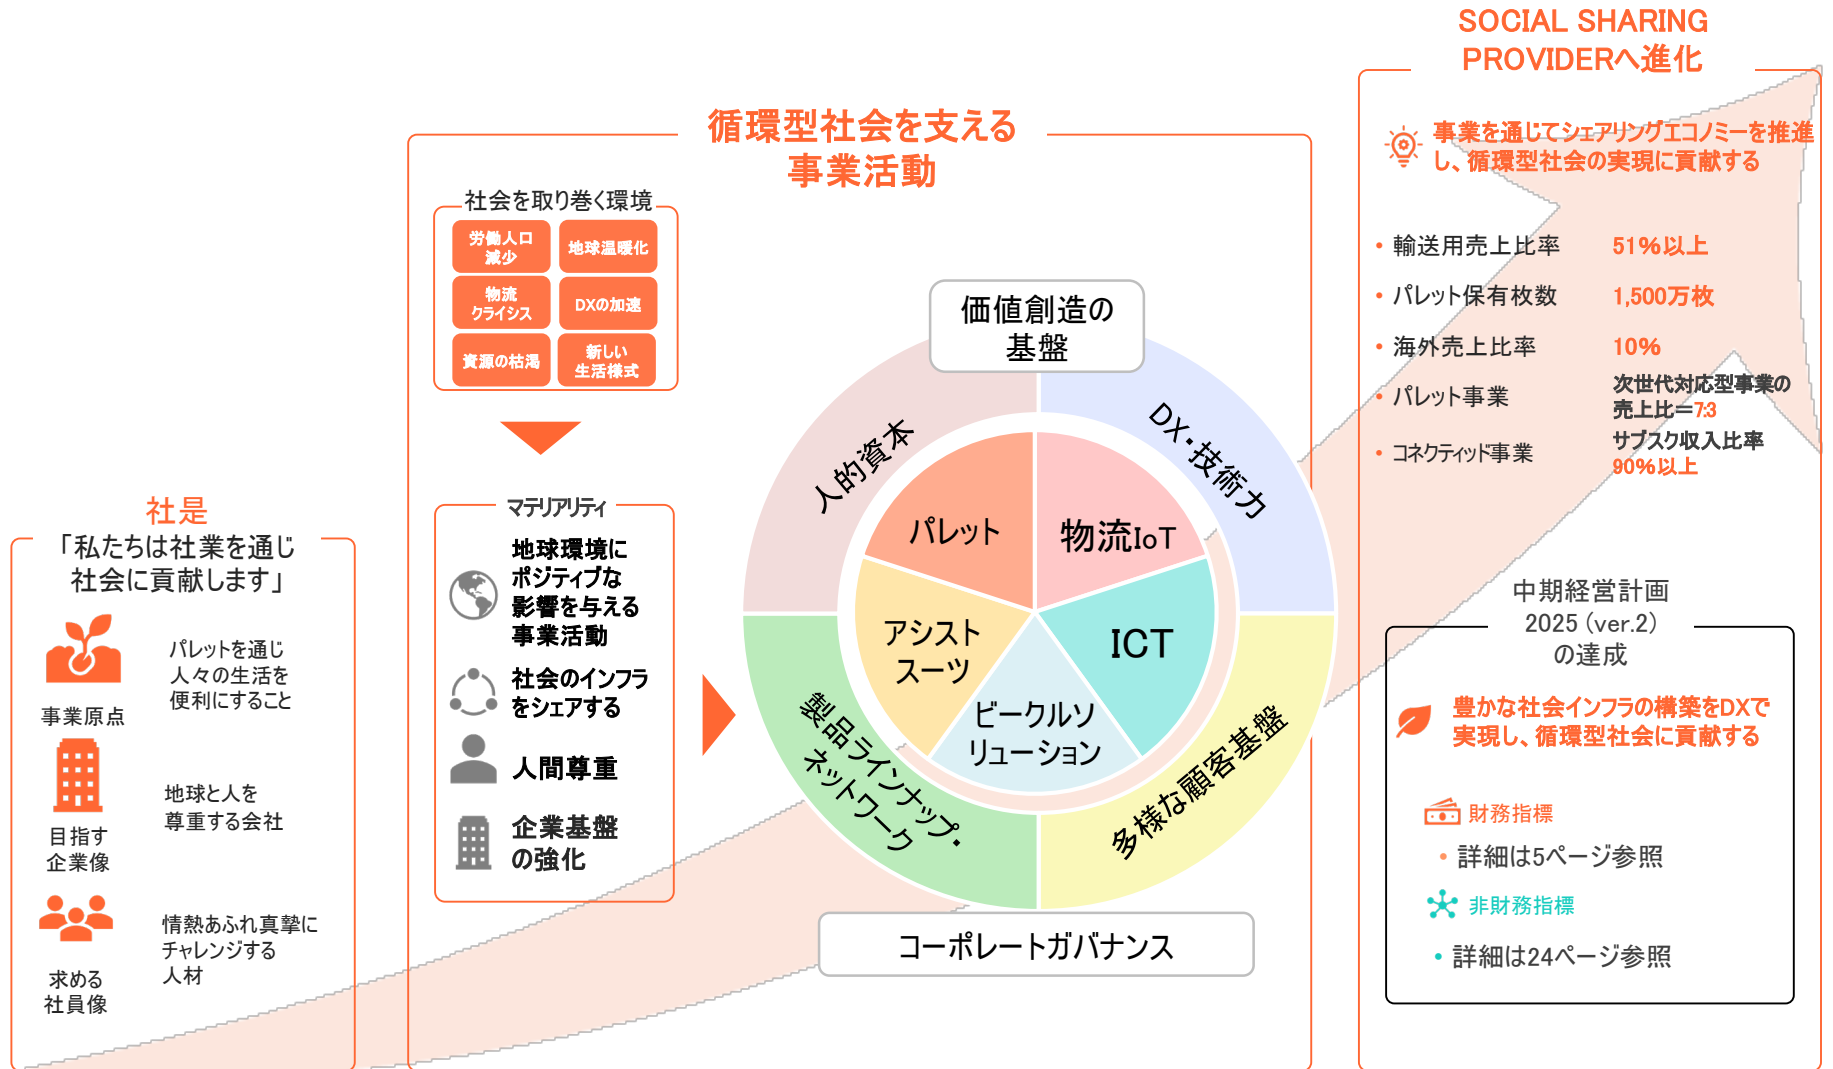 社是
「私たちは社業を通じ
社会に貢献します」
事業原点
パレットを通じ
人々の生活を
便利にすること
目指す
企業像
地球と人を
尊重する会社
求める
社員像
情熱あふれ真摯に
チャレンジする
人材
循環型社会を支える
事業活動
社会を取り巻く環境
労働人口
減少
地球温暖化
物流
クライシス
DXの加速
資源の枯渇
新しい
生活様式
マテリアリティ
地球環境に
ポジティブな
影響を与える
事業活動
社会のインフラ
をシェアする
人間尊重
企業基盤
の強化
価値創造の
基盤
人的資本
DX・技術力
製品ラインナップ・
ネットワーク
多様な顧客基盤
パレット
物流IoT
アシスト
スーツ
ICT
ビークルソ
リューション
コーポレートガバナンス
SOCIAL SHARING
PROVIDERへ進化
事業を通じてシェアリングエコノミーを推進
し、循環型社会の実現に貢献する
・輸送用売上比率 51%以上
・パレット保有枚数 1,500万枚
・海外売上比率 10%
・パレット事業 次世代対応型事業の
売上比＝7:3
・コネクティッド事業 サブスク収入比率
90%以上
中期経営計画
2025 (ver.2)
の達成
豊かな社会インフラの構築をDXで
実現し、循環型社会に貢献する
財務指標
・詳細は5ページ参照
非財務指標
・詳細は24ページ参照